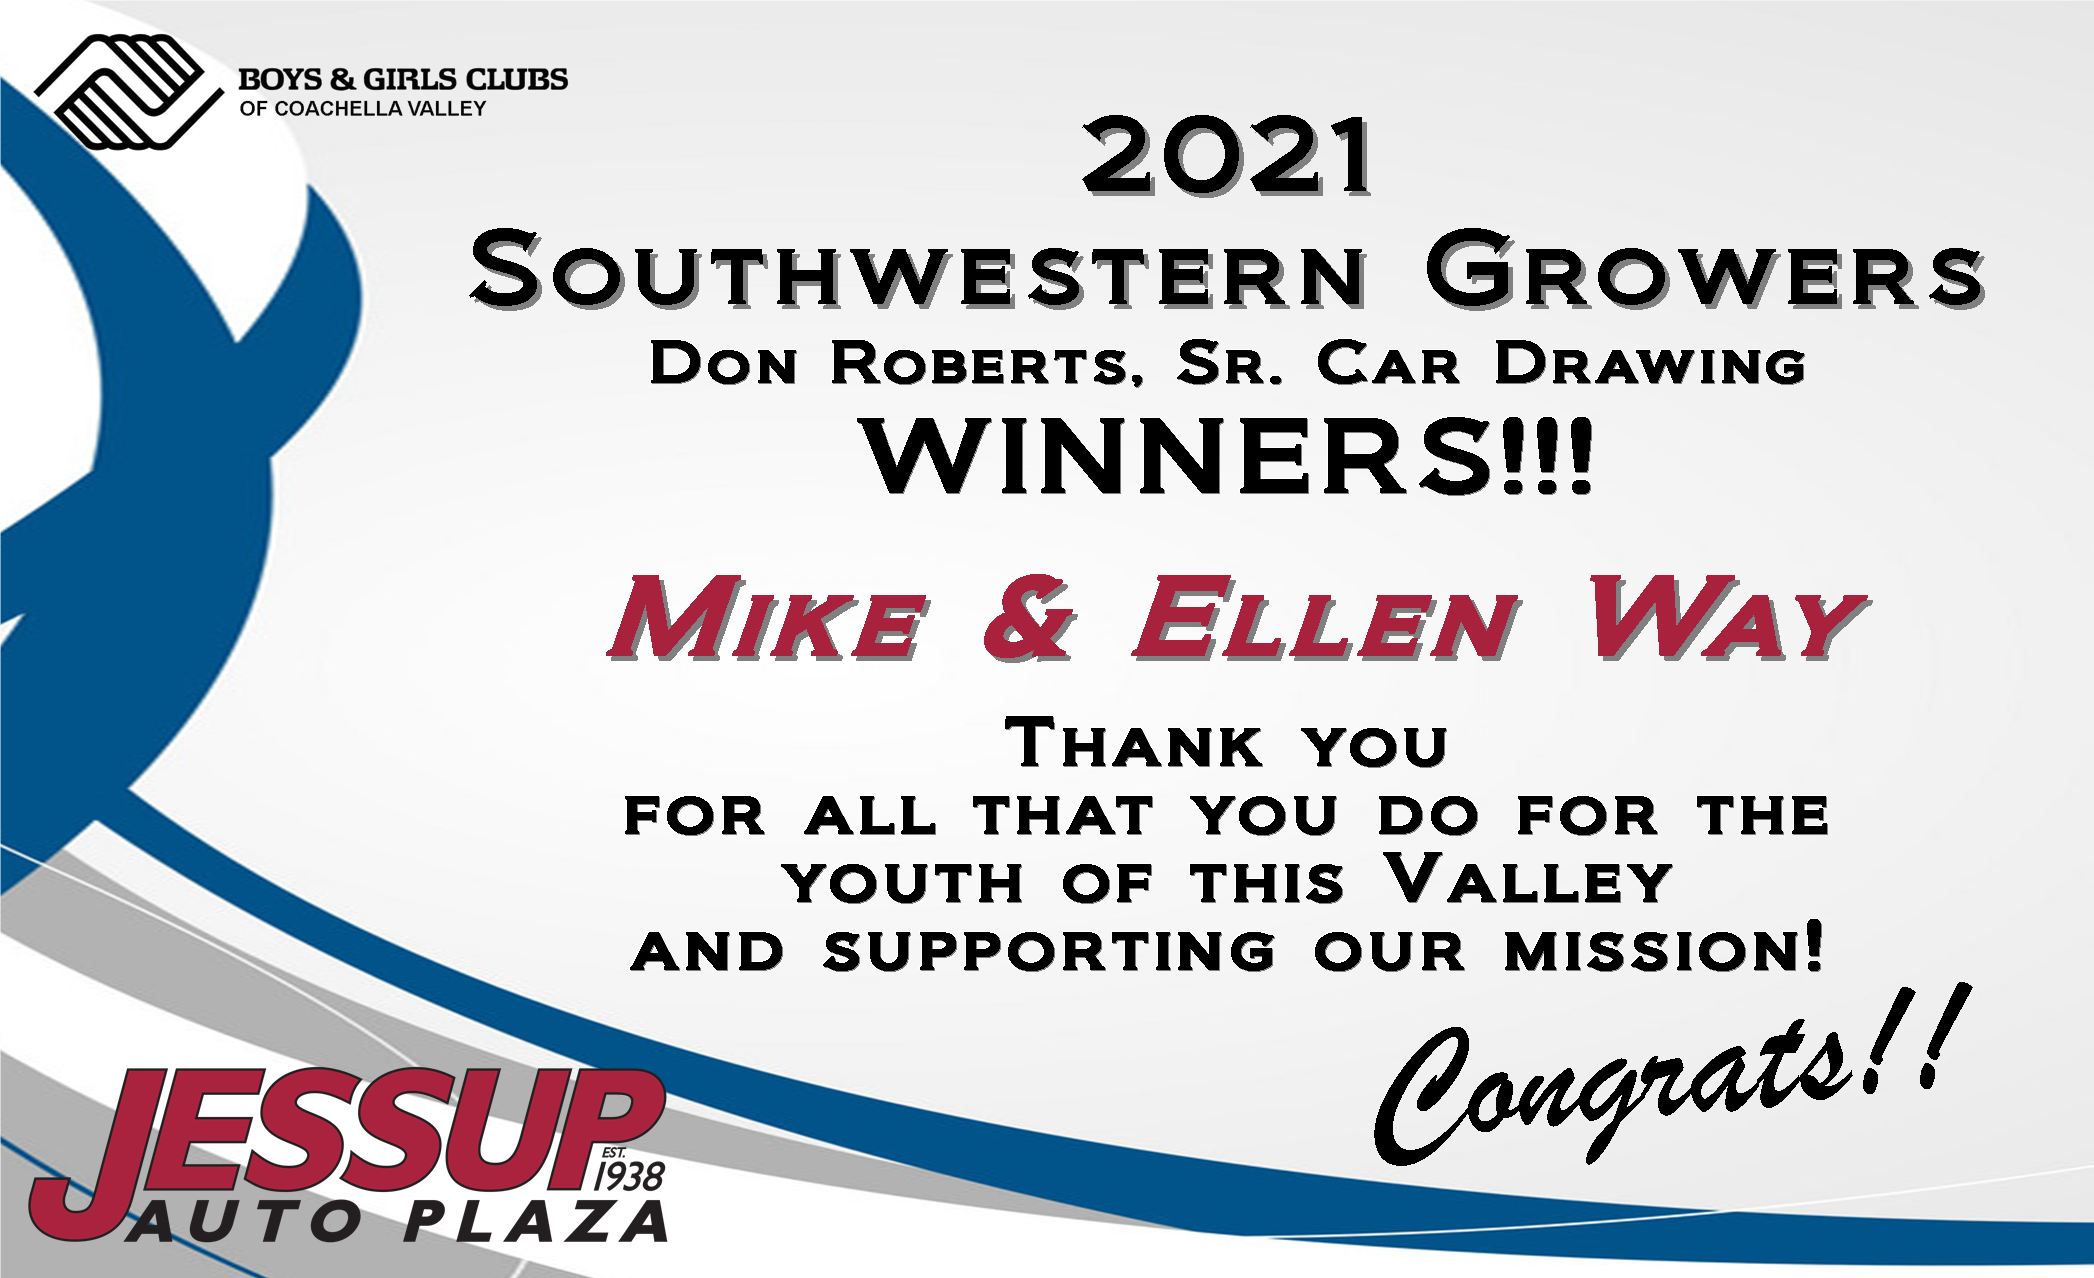 BOYS & GIRLS CLUBS
OF COACHELLA VALLEY
2021
Southwestern Growers
Don Roberts, Sr. Car Drawing
WINNERS!!!
Mike & Ellen Way
Thank you
for all that you do for the
youth of this Valley
and supporting our mission!
Congrats!!
JESSUP
EST.
1938
AUTO PLAZA